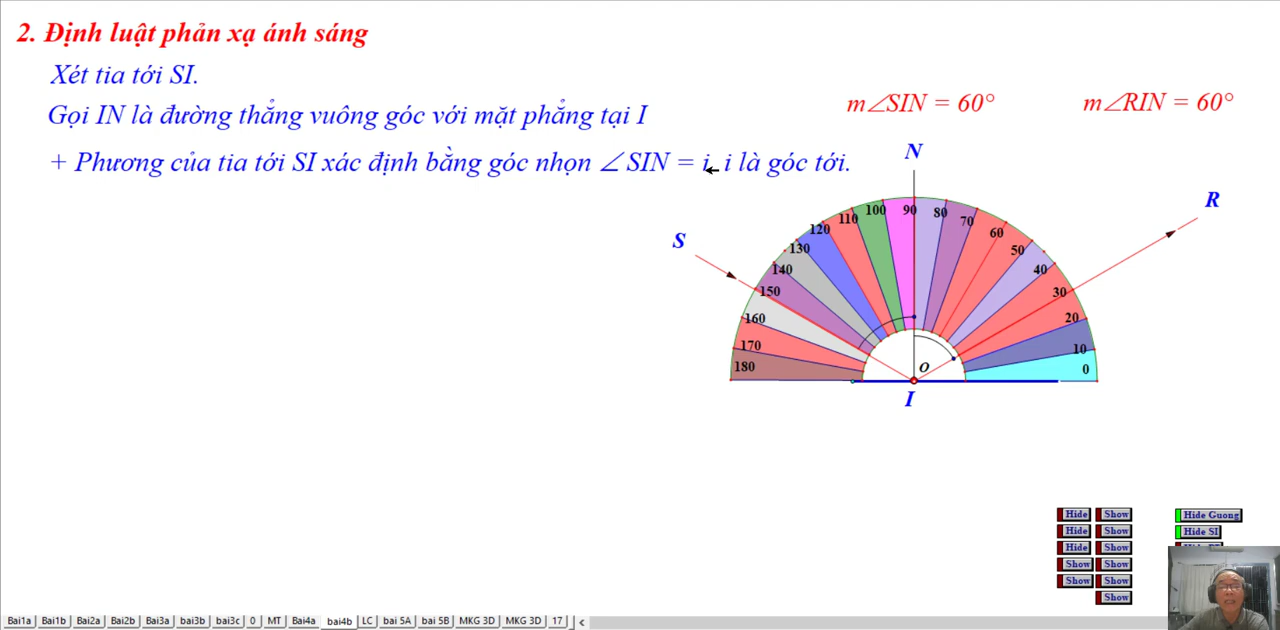 2. Định luật phản xạ ánh sáng
Xét tia tới SI.
Gọi IN là đường thẳng vuông góc với mặt phẳng tại I
m∠SIN = 60°
m∠RIN = 60°
+ Phương của tia tới SI xác định bằng góc nhọn ∠SIN = i, i là góc tới.
N
S
R
180
170
160
150
140
130
120
110
100
90
80
70
60
50
40
30
20
10
0
O
I
Hide Show
Hide Show
Hide Show
Show Show
Show Show
Show
Hide Guong
Hide SI
Bai1a Bai1b Bai2a Bai2b Bai3a bai3b bai3c 0 MT Bai4a bai4b LC bai 5A bai 5B MKG 3D MKG 3D 17 <